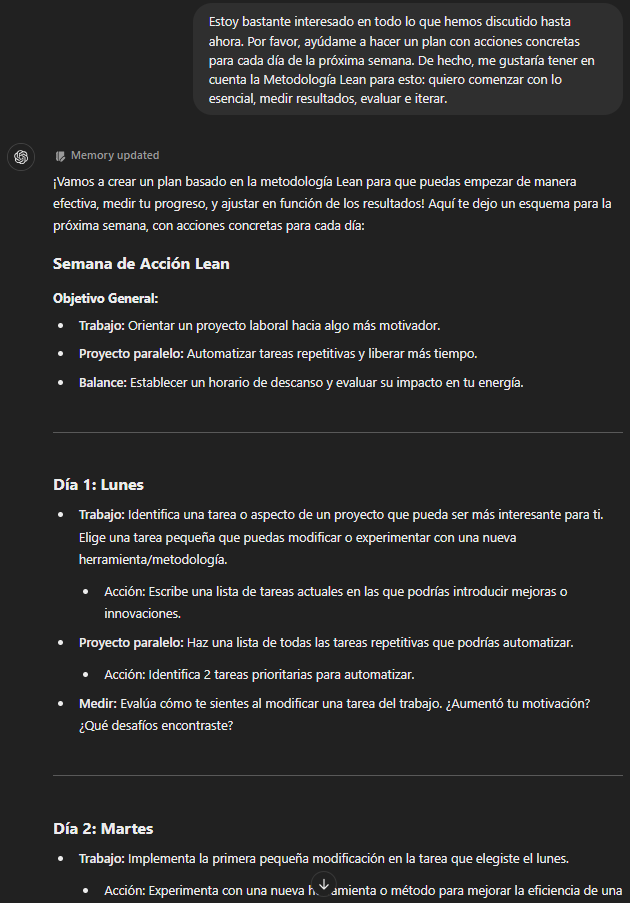 Estoy bastante interesado en todo lo que hemos discutido hasta
ahora. Por favor, ayúdame a hacer un plan con acciones concretas
para cada día de la próxima semana. De hecho, me gustaría tener en
cuenta la Metodología Lean para esto: quiero comenzar con lo
esencial, medir resultados, evaluar e iterar.
Memory updated
¡Vamos a crear un plan basado en la metodología Lean para que puedas empezar de manera
efectiva, medir tu progreso, y ajustar en función de los resultados! Aquí te dejo un esquema para la
próxima semana, con acciones concretas para cada día:
Semana de Acción Lean
Objetivo General:
• Trabajo: Orientar un proyecto laboral hacia algo más motivador.
• Proyecto paralelo: Automatizar tareas repetitivas y liberar más tiempo.
• Balance: Establecer un horario de descanso y evaluar su impacto en tu energía.
Día 1: Lunes
• Trabajo: Identifica una tarea o aspecto de un proyecto que pueda ser más interesante para ti.
Elige una tarea pequeña que puedas modificar o experimentar con una nueva
herramienta/metodología.
• Acción: Escribe una lista de tareas actuales en las que podrías introducir mejoras o
innovaciones.
• Proyecto paralelo: Haz una lista de todas las tareas repetitivas que podrías automatizar.
• Acción: Identifica 2 tareas prioritarias para automatizar.
• Medir: Evalúa cómo te sientes al modificar una tarea del trabajo. ¿Aumentó tu motivación?
¿Qué desafíos encontraste?
Día 2: Martes
• Trabajo: Implementa la primera pequeña modificación en la tarea que elegiste el lunes.
• Acción: Experimenta con una nueva o método para mejorar la eficiencia de una